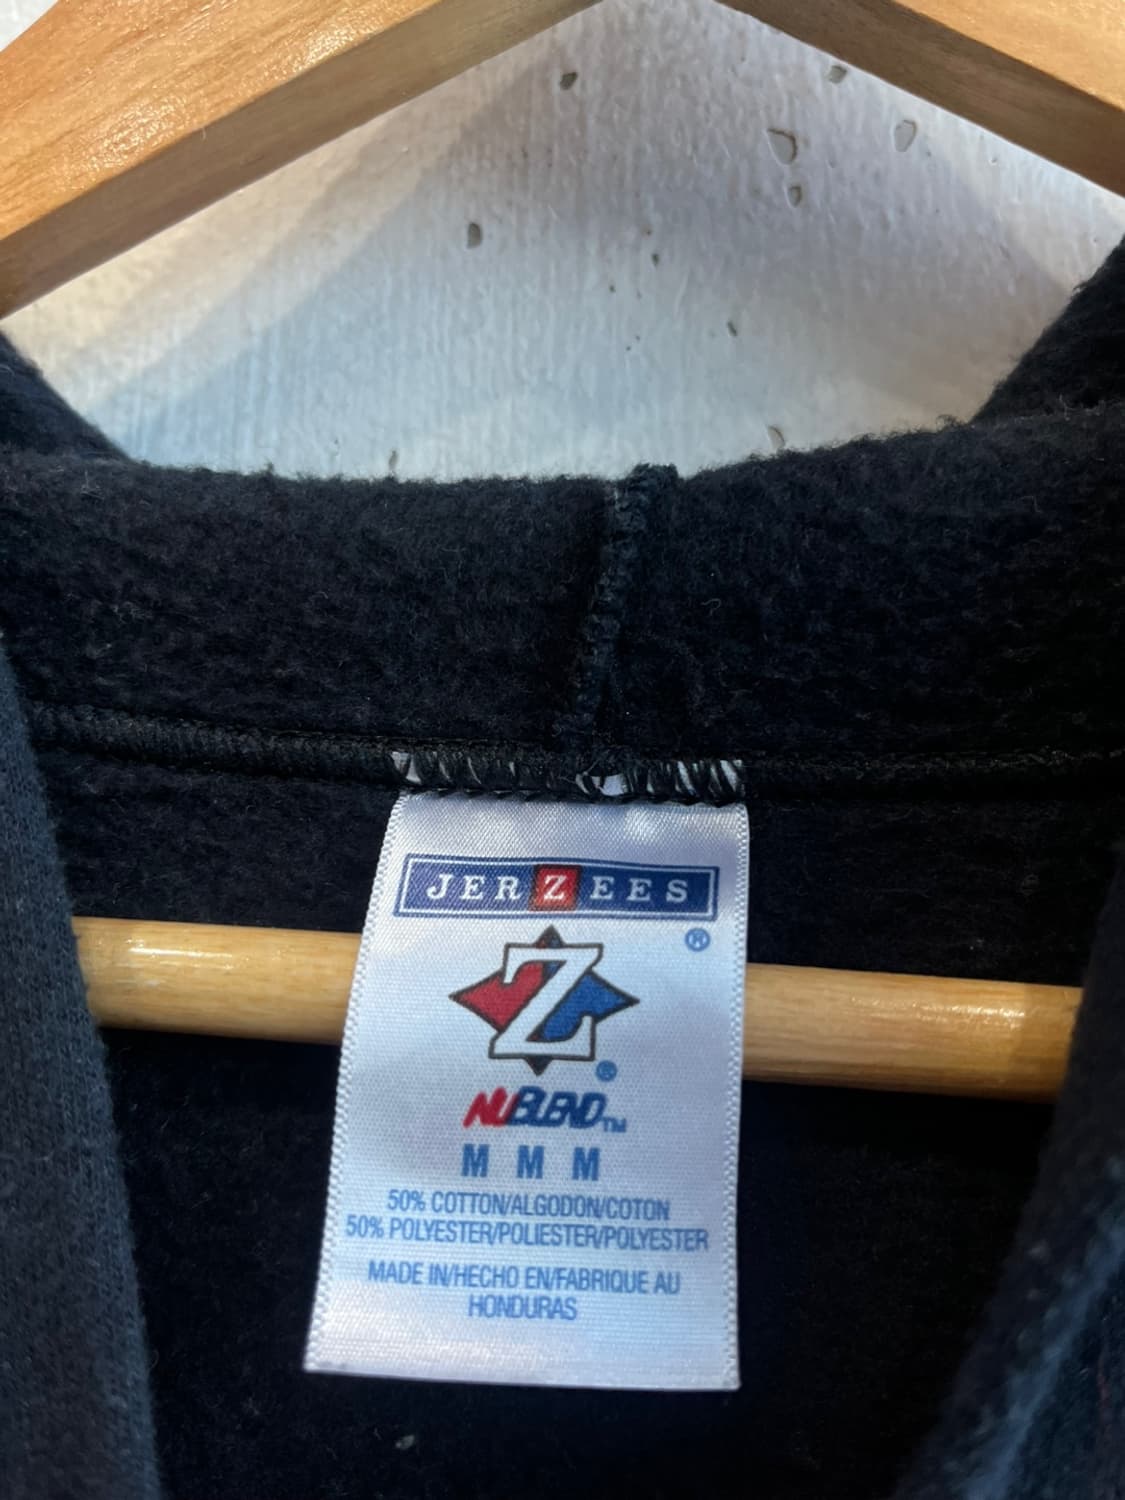 JERZEES
®
Z
®
NUBLEND™
M M M
50% COTTON/ALGODON/COTON
50% POLYESTER/POLIESTER/POLYESTER
MADE IN/HECHO EN/FABRIQUE AU
HONDURAS